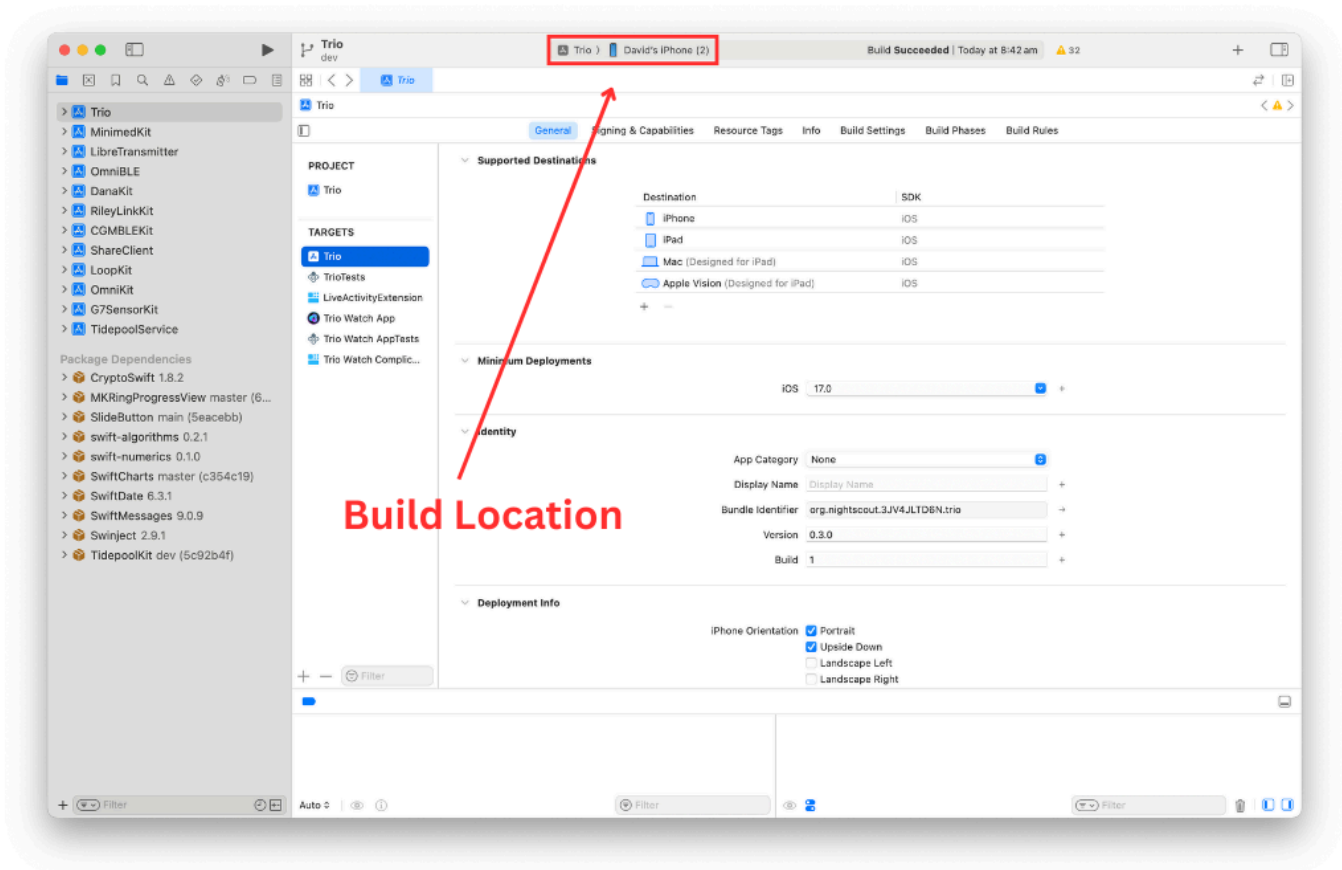 Trio
dev
Trio 〉 David's iPhone (2)
Build Succeeded | Today at 8:42 am
32
Trio
Trio
MinimedKit
LibreTransmitter
OmniBLE
DanaKit
RileyLinkKit
CGMBLEKit
ShareClient
LoopKit
OmniKit
G7SensorKit
TidepoolService
Package Dependencies
CryptoSwift 1.8.2
MKRingProgressView master (6...
SlideButton main (5eacebb)
swift-algorithms 0.2.1
swift-numerics 0.1.0
SwiftCharts master (c354c19)
SwiftDate 6.3.1
SwiftMessages 9.0.9
Swinject 2.9.1
TidepoolKit dev (5c92b4f)
Filter
Trio
General Signing & Capabilities Resource Tags Info Build Settings Build Phases Build Rules
PROJECT
Trio
TARGETS
Trio
TrioTests
LiveActivityExtension
Trio Watch App
Trio Watch AppTests
Trio Watch Complic...
Filter
Supported Destinations
Destination SDK
iPhone iOS
iPad iOS
Mac (Designed for iPad) iOS
Apple Vision (Designed for iPad) iOS
Minimum Deployments
iOS 17.0
Identity
App Category None
Display Name Display Name
Bundle Identifier org.nightscout.3JV4JLTD6N.trio
Version 0.3.0
Build 1
Build Location
Deployment Info
iPhone Orientation Portrait
Upside Down
Landscape Left
Landscape Right
Auto
Filter
Filter